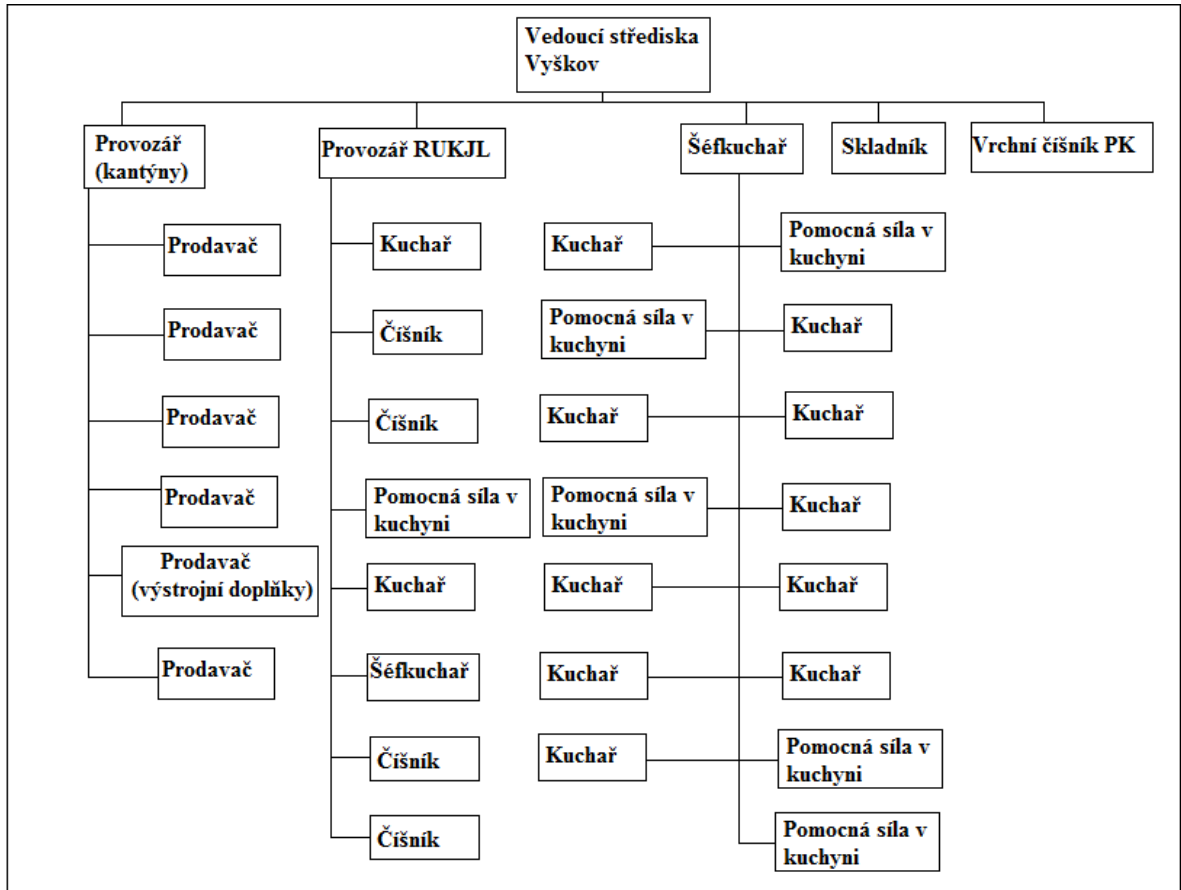 Vedoucí střediska
Vyškov
Provozář
(kantýny)
Provozář RUKJL
Šéfkuchař
Skladník
Vrchní číšník PK
Prodavač
Prodavač
Prodavač
Prodavač
Prodavač
(výstrojní doplňky)
Prodavač
Kuchař
Číšník
Číšník
Pomocná síla v
kuchyni
Kuchař
Šéfkuchař
Číšník
Číšník
Kuchař
Pomocná síla v
kuchyni
Kuchař
Pomocná síla v
kuchyni
Kuchař
Kuchař
Kuchař
Pomocná síla v
kuchyni
Kuchař
Kuchař
Kuchař
Kuchař
Kuchař
Pomocná síla v
kuchyni
Pomocná síla v
kuchyni